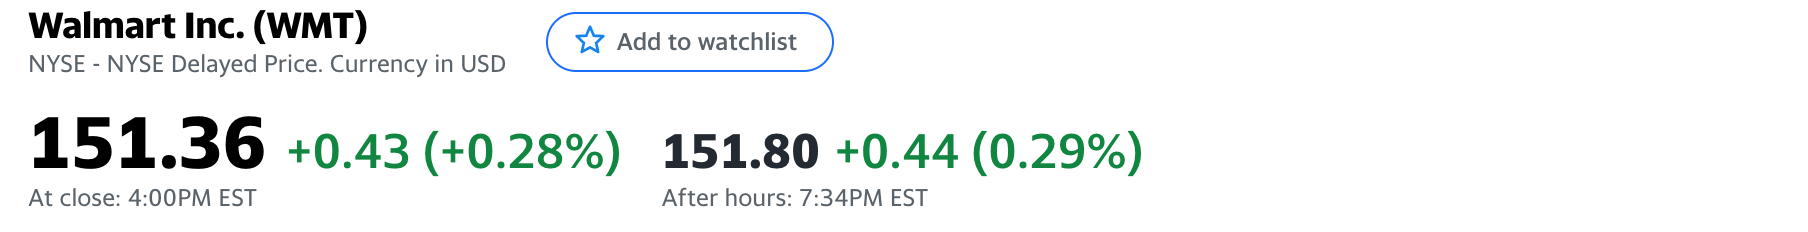 Walmart Inc. (WMT)
NYSE - NYSE Delayed Price. Currency in USD
Add to watchlist
151.36 +0.43 (+0.28%)
At close: 4:00PM EST
151.80 +0.44 (0.29%)
After hours: 7:34PM EST